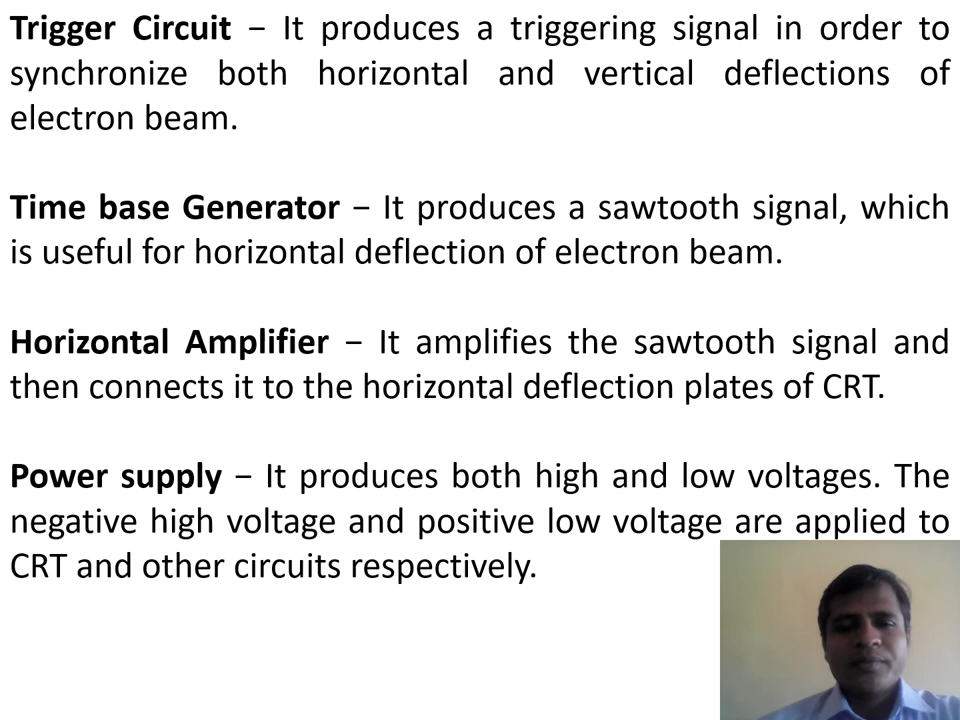 Trigger Circuit − It produces a triggering signal in order to
synchronize both horizontal and vertical deflections of
electron beam.
Time base Generator − It produces a sawtooth signal, which
is useful for horizontal deflection of electron beam.
Horizontal Amplifier − It amplifies the sawtooth signal and
then connects it to the horizontal deflection plates of CRT.
Power supply − It produces both high and low voltages. The
negative high voltage and positive low voltage are applied to
CRT and other circuits respectively.